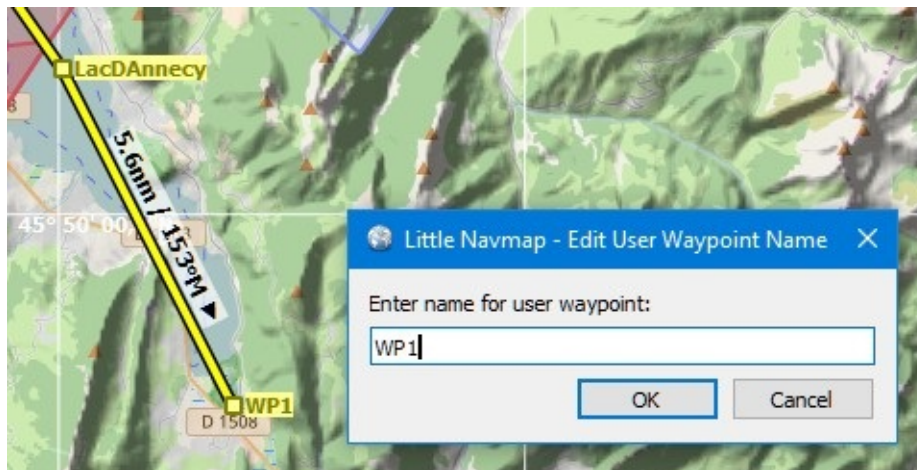 LacDAnnecy
5.6nm / 153°M
45° 50' 00
Little Navmap - Edit User Waypoint Name
Enter name for user waypoint:
WP1
OK Cancel
WP1
D 1508